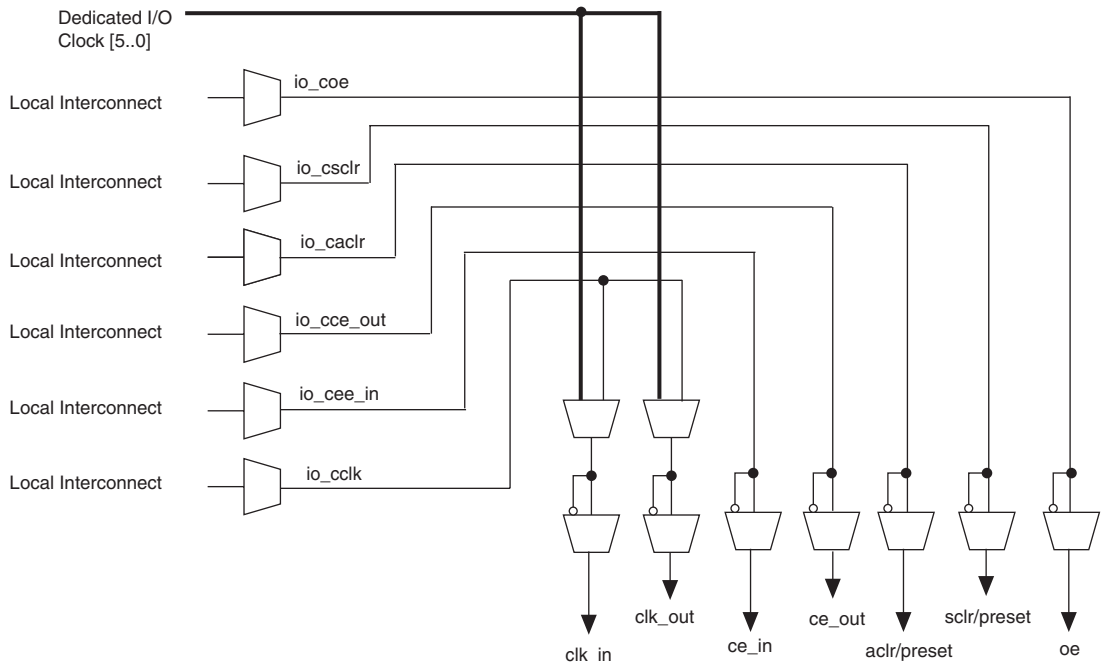 Dedicated I/O
Clock [5..0]
io_coe
Local Interconnect
io_csclr
Local Interconnect
io_caclr
Local Interconnect
io_cce_out
Local Interconnect
io_cee_in
Local Interconnect
io_cclk
Local Interconnect
clk_out
ce_out
sclr/preset
clk_in
ce_in
aclr/preset
oe